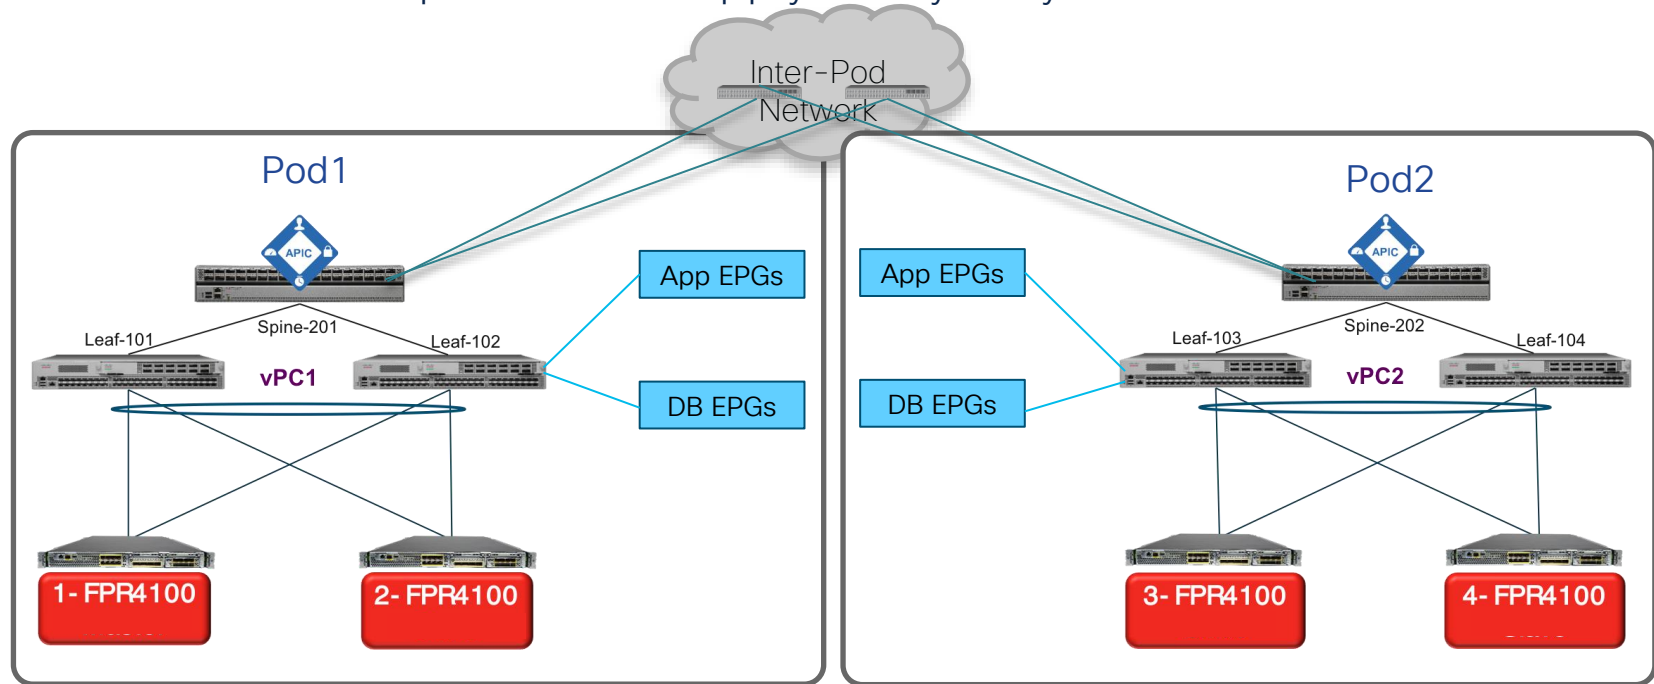 Inter-Pod
Network
Pod1
Pod2
APIC
APIC
App EPGs
App EPGs
Spine-201
Spine-202
Leaf-101
Leaf-102
Leaf-103
Leaf-104
vPC1
vPC2
DB EPGs
DB EPGs
1- FPR4100
2- FPR4100
3- FPR4100
4- FPR4100